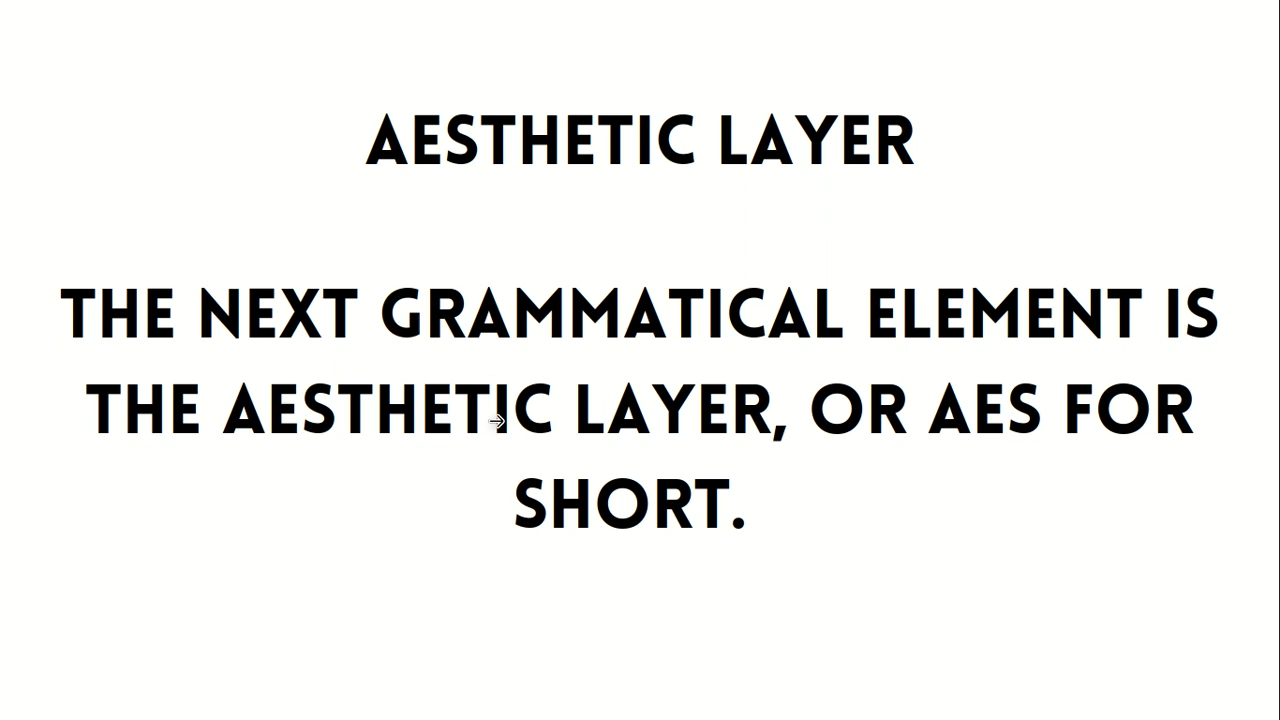 AESTHETIC LAYER
THE NEXT GRAMMATICAL ELEMENT IS
THE AESTHETIC LAYER, OR AES FOR
SHORT.